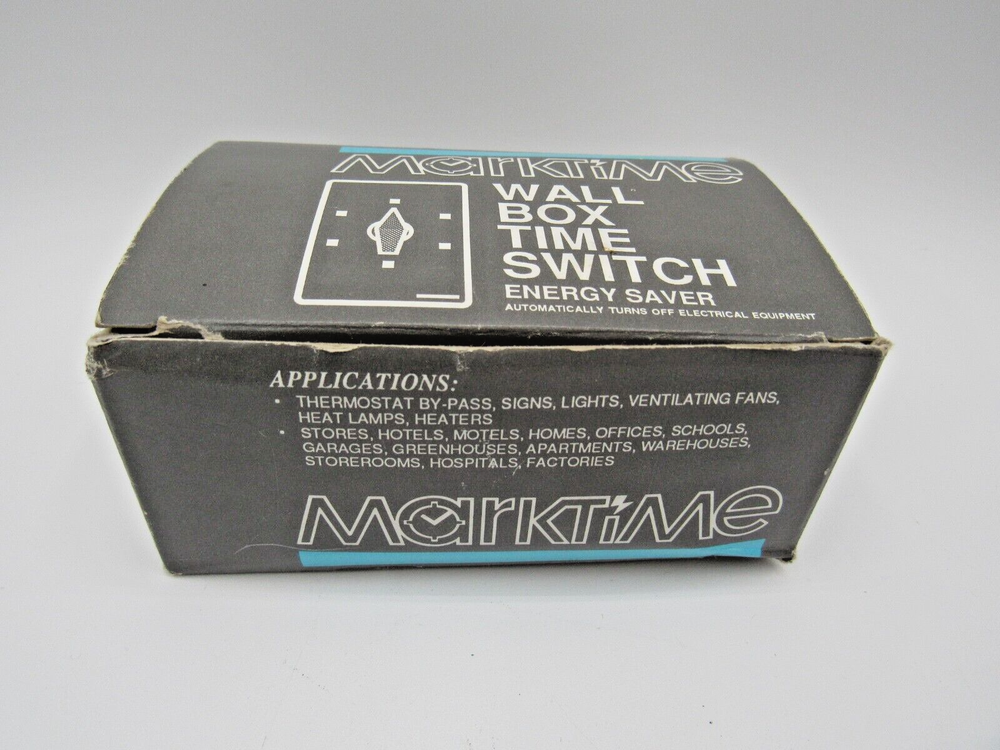 MarkTime
WALL
BOX
TIME
SWITCH
ENERGY SAVER
AUTOMATICALLY TURNS OFF ELECTRICAL EQUIPMENT
APPLICATIONS:
• THERMOSTAT BY-PASS, SIGNS, LIGHTS, VENTILATING FANS,
HEAT LAMPS, HEATERS
• STORES, HOTELS, MOTELS, HOMES, OFFICES, SCHOOLS,
GARAGES, GREENHOUSES, APARTMENTS, WAREHOUSES,
STOREROOMS, HOSPITALS, FACTORIES
MarkTime